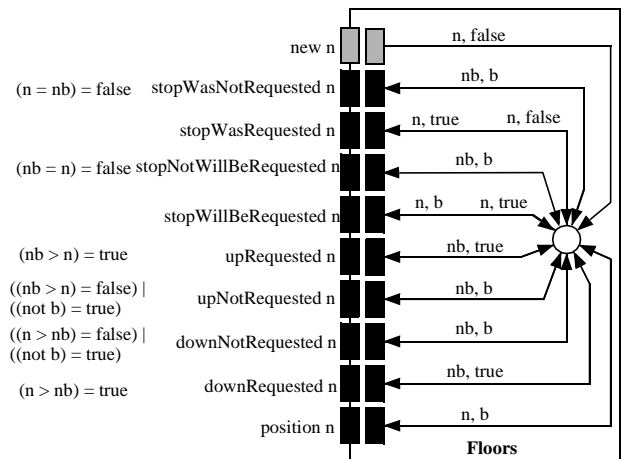 new n n, false
(n = nb) = false stopWasNotRequested n nb, b
stopWasRequested n n, true n, false
(nb = n) = false stopNotWillBeRequested n nb, b
stopWillBeRequested n n, b n, true
(nb > n) = true upRequested n nb, true
((nb > n) = false) |
((not b) = true) upNotRequested n nb, b
((n > nb) = false) |
((not b) = true) downNotRequested n nb, b
(n > nb) = true downRequested n nb, true
position n n, b
Floors